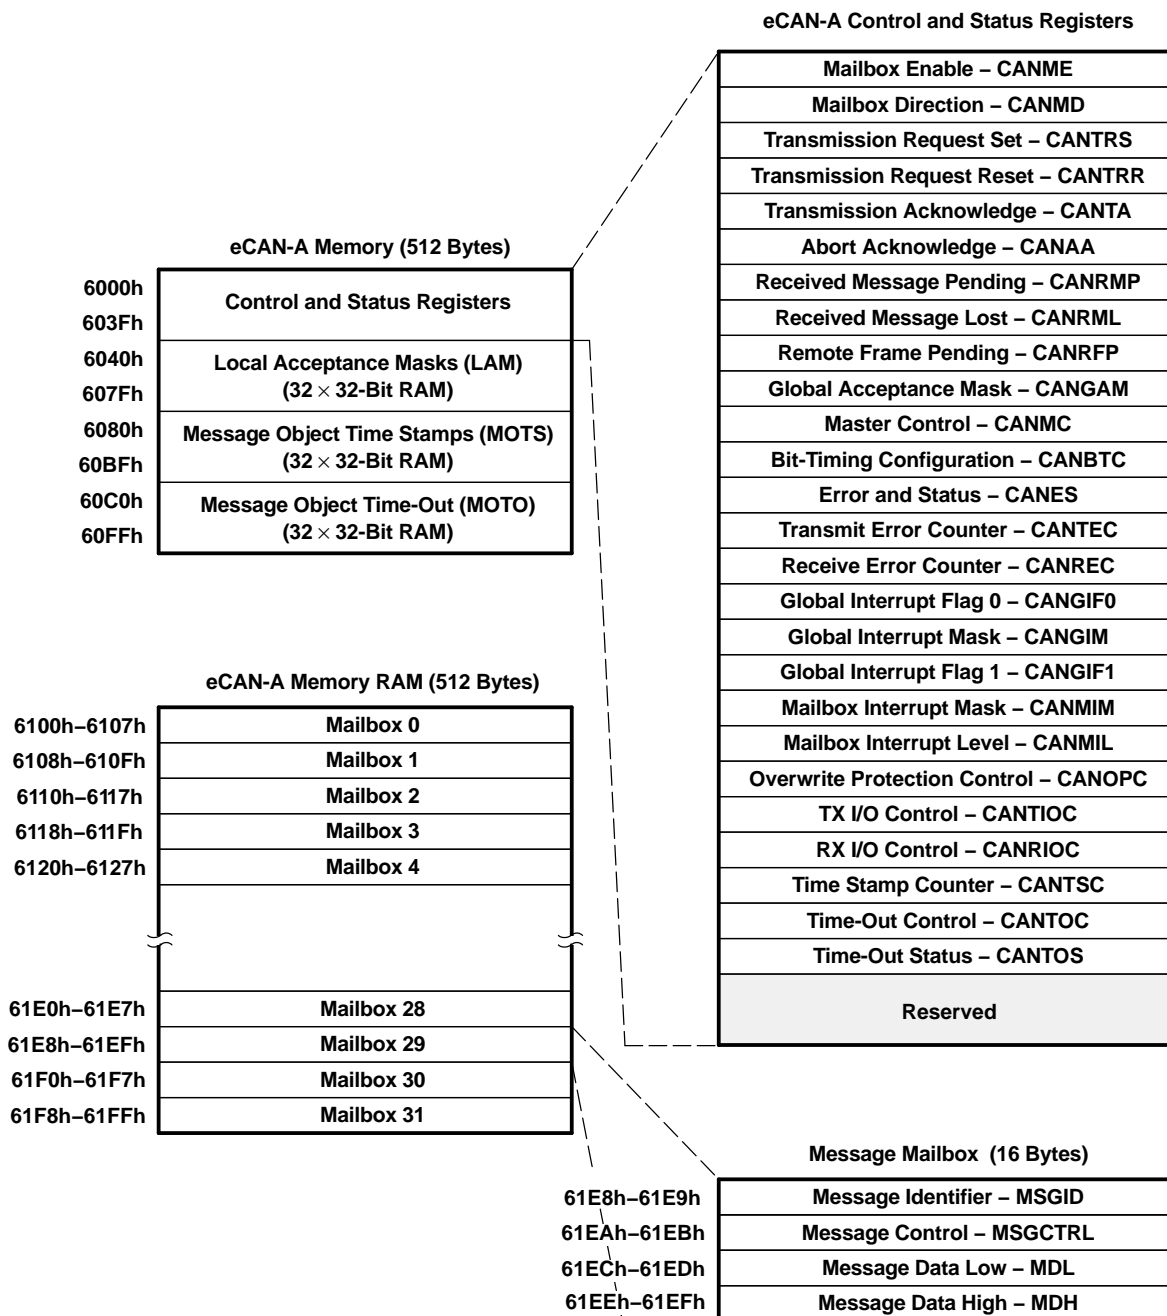 eCAN-A Control and Status Registers
Mailbox Enable – CANME
Mailbox Direction – CANMD
Transmission Request Set – CANTRS
Transmission Request Reset – CANTRR
Transmission Acknowledge – CANTA
Abort Acknowledge – CANAA
Received Message Pending – CANRMP
Received Message Lost – CANRML
Remote Frame Pending – CANRFP
Global Acceptance Mask – CANGAM
Master Control – CANMC
Bit-Timing Configuration – CANBTC
Error and Status – CANES
Transmit Error Counter – CANTEC
Receive Error Counter – CANREC
Global Interrupt Flag 0 – CANGIF0
Global Interrupt Mask – CANGIM
Global Interrupt Flag 1 – CANGIF1
Mailbox Interrupt Mask – CANMIM
Mailbox Interrupt Level – CANMIL
Overwrite Protection Control – CANOPC
TX I/O Control – CANTIOC
RX I/O Control – CANRIOC
Time Stamp Counter – CANTSC
Time-Out Control – CANTOC
Time-Out Status – CANTOS
Reserved
eCAN-A Memory (512 Bytes)
6000h
Control and Status Registers
603Fh
6040h
Local Acceptance Masks (LAM)
607Fh
(32 × 32-Bit RAM)
6080h
Message Object Time Stamps (MOTS)
60BFh
(32 × 32-Bit RAM)
60C0h
Message Object Time-Out (MOTO)
60FFh
(32 × 32-Bit RAM)
eCAN-A Memory RAM (512 Bytes)
6100h–6107h Mailbox 0
6108h–610Fh Mailbox 1
6110h–6117h Mailbox 2
6118h–611Fh Mailbox 3
6120h–6127h Mailbox 4
61E0h–61E7h Mailbox 28
61E8h–61EFh Mailbox 29
61F0h–61F7h Mailbox 30
61F8h–61FFh Mailbox 31
Message Mailbox (16 Bytes)
61E8h–61E9h Message Identifier – MSGID
61EAh–61EBh Message Control – MSGCTRL
61ECh–61EDh Message Data Low – MDL
61EEh–61EFh Message Data High – MDH